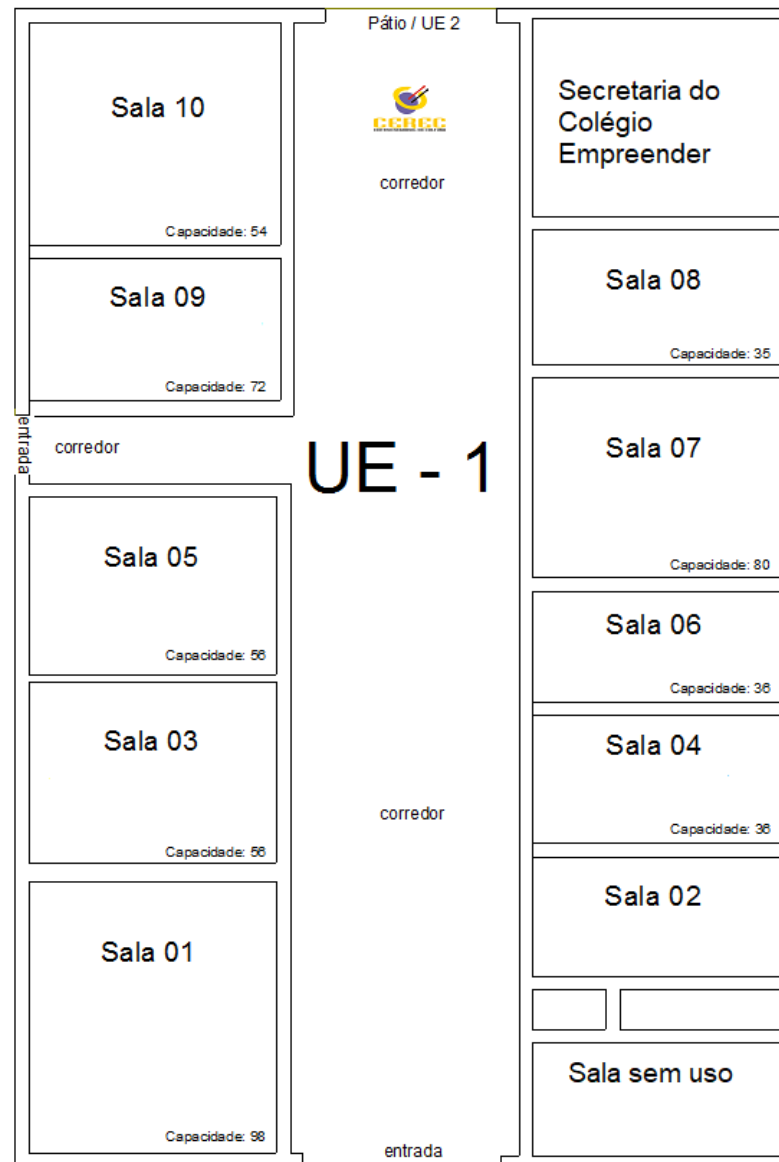 Pátio / UE 2
Sala 10
Capacidade: 54
corredor
Secretaria do
Colégio
Empreender
Sala 09
Capacidade: 72
Sala 08
Capacidade: 35
entrada
corredor
UE - 1
Sala 07
Capacidade: 80
Sala 05
Capacidade: 56
Sala 06
Capacidade: 36
Sala 03
Capacidade: 56
Sala 04
Capacidade: 36
corredor
Sala 02
Sala 01
Capacidade: 98
Sala sem uso
entrada